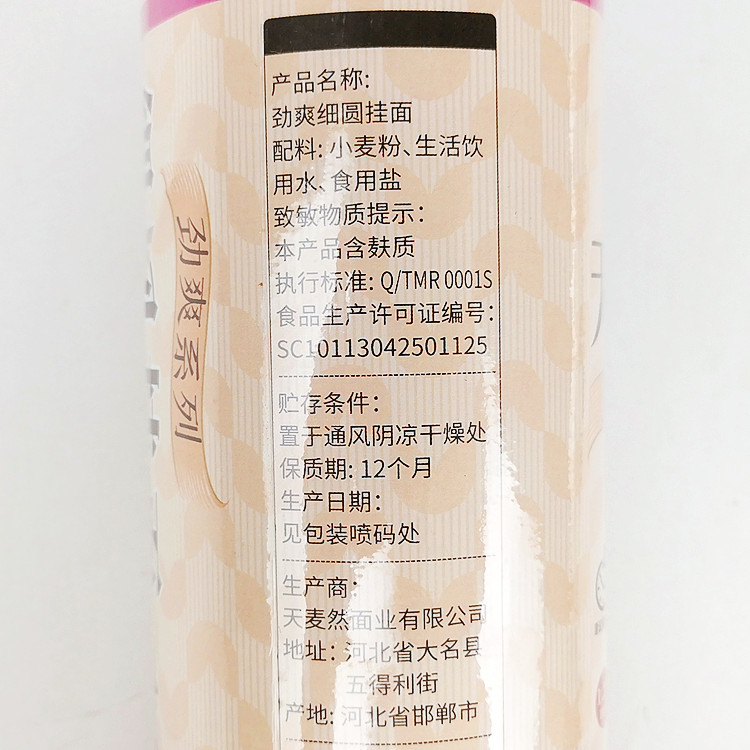 产品名称:
劲爽细圆挂面
配料: 小麦粉、生活饮
用水、食用盐
致敏物质提示:
本产品含麸质
执行标准: Q/TMR 0001S
食品生产许可证编号:
SC10113042501125
贮存条件:
置于通风阴凉干燥处
保质期: 12个月
生产日期:
见包装喷码处
生产商:
天麦然面业有限公司
地址: 河北省大名县
五得利街
产地: 河北省邯郸市
劲爽系列